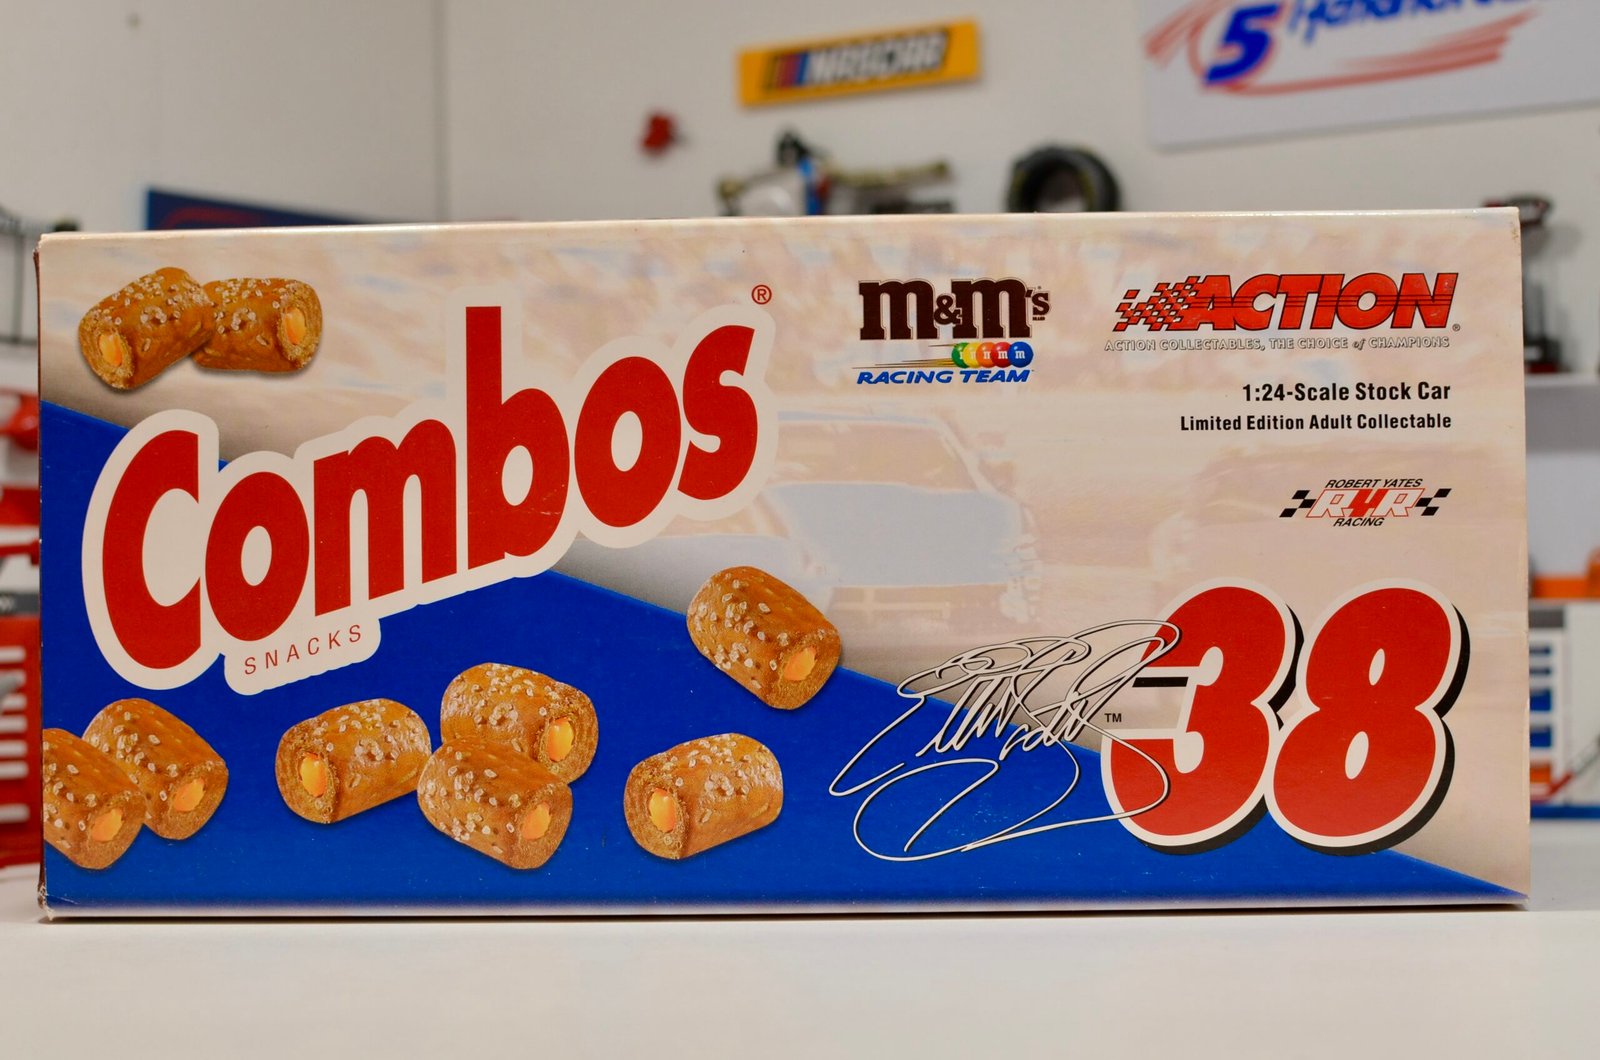 NASCAR
5
Combos®
SNACKS
m&m's
m m m m
RACING TEAM
ACTION®
ACTION COLLECTABLES, THE CHOICE of CHAMPIONS
1:24-Scale Stock Car
Limited Edition Adult Collectable
ROBERT YATES
RYR
RACING
TM
38